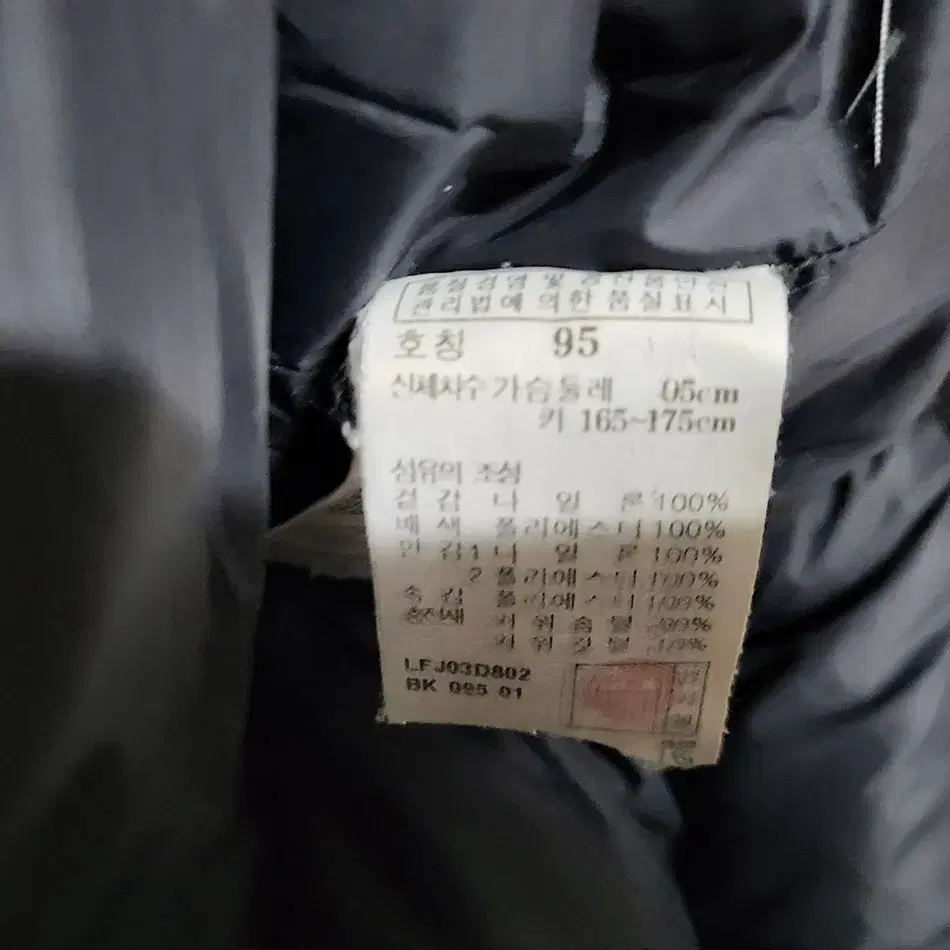 품질경영 및 공산품안전
관리법에 의한 품질표시
호칭 95
신체치수 가슴둘레 95cm
키 165~175cm
섬유의 조성
겉감 나일론 100%
배색 폴리에스터 100%
안감1 나일론 100%
2 폴리에스터 100%
속감 폴리에스터 100%
충전재 거위솜털
거위깃털
LFJ03D802
BK 095 01